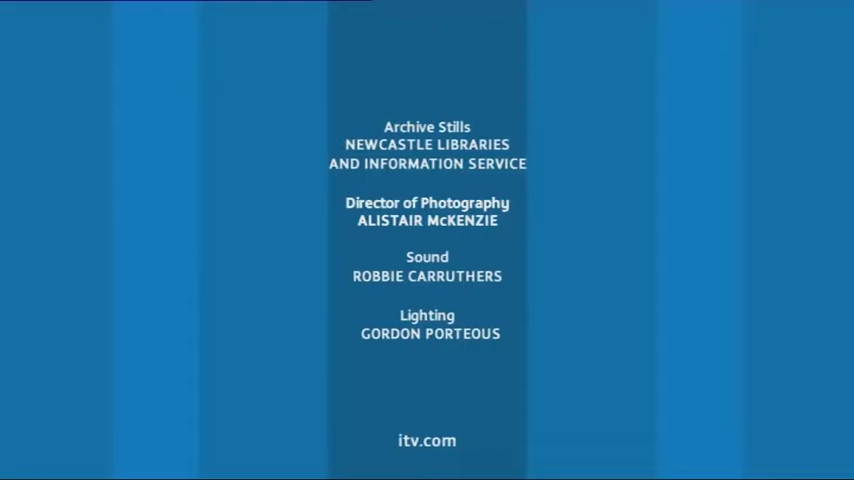 Archive Stills
NEWCASTLE LIBRARIES
AND INFORMATION SERVICE
Director of Photography
ALISTAIR McKENZIE
Sound
ROBBIE CARRUTHERS
Lighting
GORDON PORTEOUS
itv.com